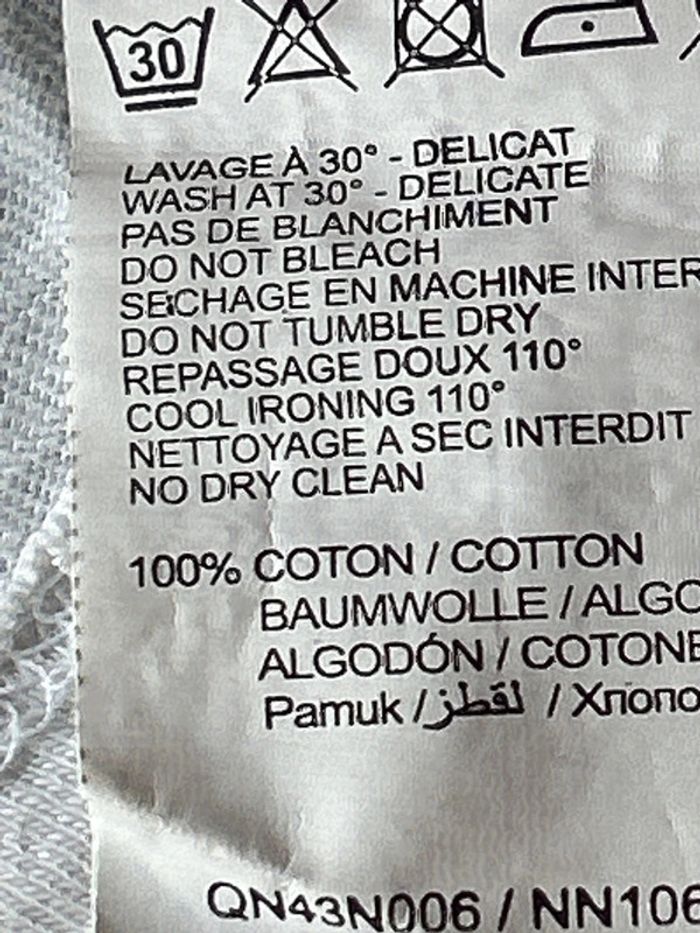 30
LAVAGE À 30° - DELICAT
WASH AT 30° - DELICATE
PAS DE BLANCHIMENT
DO NOT BLEACH
SECHAGE EN MACHINE INTER
DO NOT TUMBLE DRY
REPASSAGE DOUX 110°
COOL IRONING 110°
NETTOYAGE A SEC INTERDIT
NO DRY CLEAN
100% COTON / COTTON
BAUMWOLLE / ALGO
ALGODÓN / COTONE
Pamuk / لقطز / Хлопо
QN43N006 / NN106